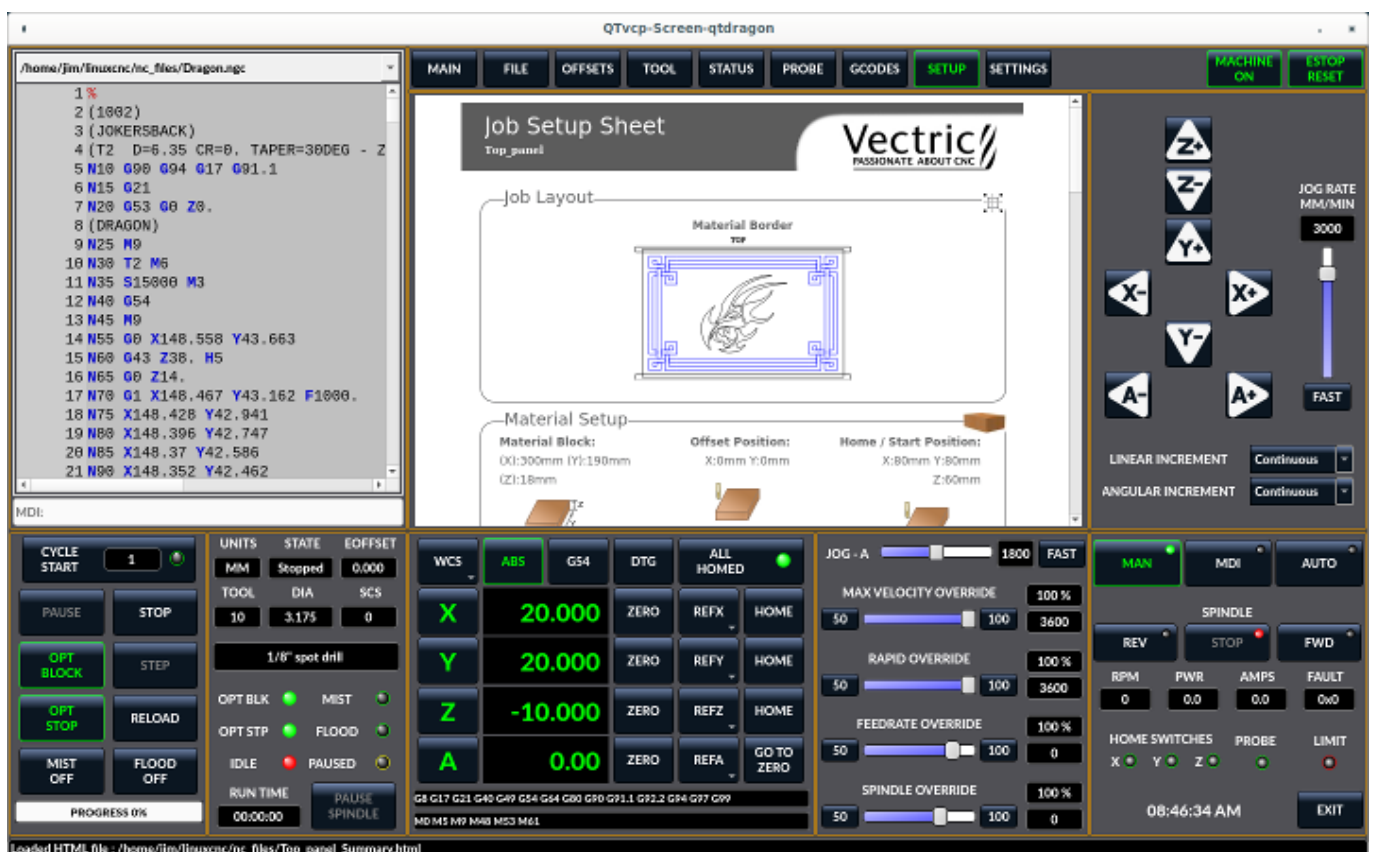 QTvcp-Screen-qtdragon
/home/jim/linuxcnc/nc_files/Dragon.ngc
1 %
2 (1002)
3 (JOKERSBACK)
4 (T2 D=6.35 CR=0. TAPER=30DEG - Z
5 N10 G90 G94 G17 G91.1
6 N15 G21
7 N20 G53 G0 Z0.
8 (DRAGON)
9 N25 M9
10 N30 T2 M6
11 N35 S15000 M3
12 N40 G54
13 N45 M9
14 N55 G0 X148.558 Y43.663
15 N60 G43 Z38. H5
16 N65 G0 Z14.
17 N70 G1 X148.467 Y43.162 F1000.
18 N75 X148.428 Y42.941
19 N80 X148.396 Y42.747
20 N85 X148.37 Y42.586
21 N90 X148.352 Y42.462
MDI:
MAIN FILE OFFSETS TOOL STATUS PROBE GCODES SETUP SETTINGS
MACHINE ON
ESTOP RESET
Job Setup Sheet
Top_panel
Vectric
PASSIONATE ABOUT CNC
Job Layout
Material Border
TOP
Material Setup
Material Block: Offset Position: Home / Start Position:
(X):300mm (Y):190mm X:0mm Y:0mm X:80mm Y:80mm
(Z):18mm Z:60mm
Z
Z+
Z-
Y+
X- X+
Y-
A- A+
JOG RATE
MM/MIN
3000
FAST
LINEAR INCREMENT Continuous
ANGULAR INCREMENT Continuous
CYCLE START 1
PAUSE STOP
OPT BLOCK STEP
OPT STOP RELOAD
MIST OFF FLOOD OFF
PROGRESS 0%
UNITS STATE EOFFSET
MM Stopped 0.000
TOOL DIA SCS
10 3.175 0
1/8" spot drill
OPT BLK MIST
OPT STP FLOOD
IDLE PAUSED
RUN TIME
00:00:00
PAUSE SPINDLE
WCS ABS G54 DTG ALL HOMED
X 20.000 ZERO REFX HOME
Y 20.000 ZERO REFY HOME
Z -10.000 ZERO REFZ HOME
A 0.00 ZERO REFA GO TO ZERO
G8 G17 G21 G40 G49 G54 G64 G80 G90 G91.1 G92.2 G94 G97 G99
M0 M5 M9 M48 M53 M61
JOG - A 1800 FAST
MAX VELOCITY OVERRIDE 100 %
50 100 3600
RAPID OVERRIDE 100 %
50 100 3600
FEEDRATE OVERRIDE 100 %
50 100 0
SPINDLE OVERRIDE 100 %
50 100 0
MAN MDI AUTO
SPINDLE
REV STOP FWD
RPM PWR AMPS FAULT
0 0.0 0.0 0x0
HOME SWITCHES PROBE LIMIT
X Y Z
08:46:34 AM
EXIT
Loaded HTML file : /home/jim/linuxcnc/nc_files/Top_panel_Summary.html